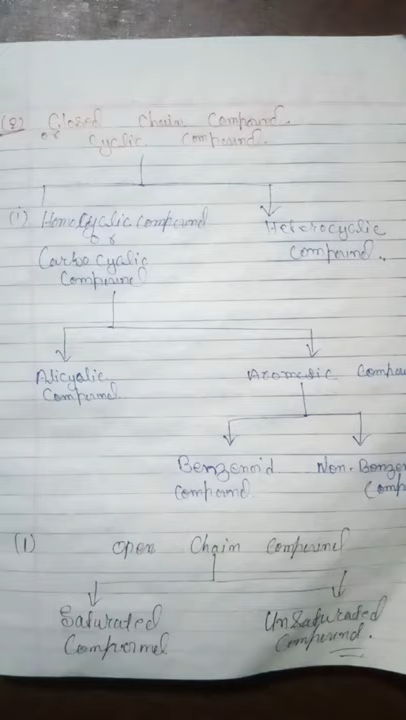 (2) Closed Chain Compound.
or Cyclic Compound.
(i) Homocyclic Compound
or
Carbocyclic
Compound
Heterocyclic
Compound.
Alicyclic
Compound.
Aromatic Compou
Benzenoid
Compound
Non-Benzen
Comp
(1) Open Chain Compound
Saturated
Compound
UnSaturated
Compound.